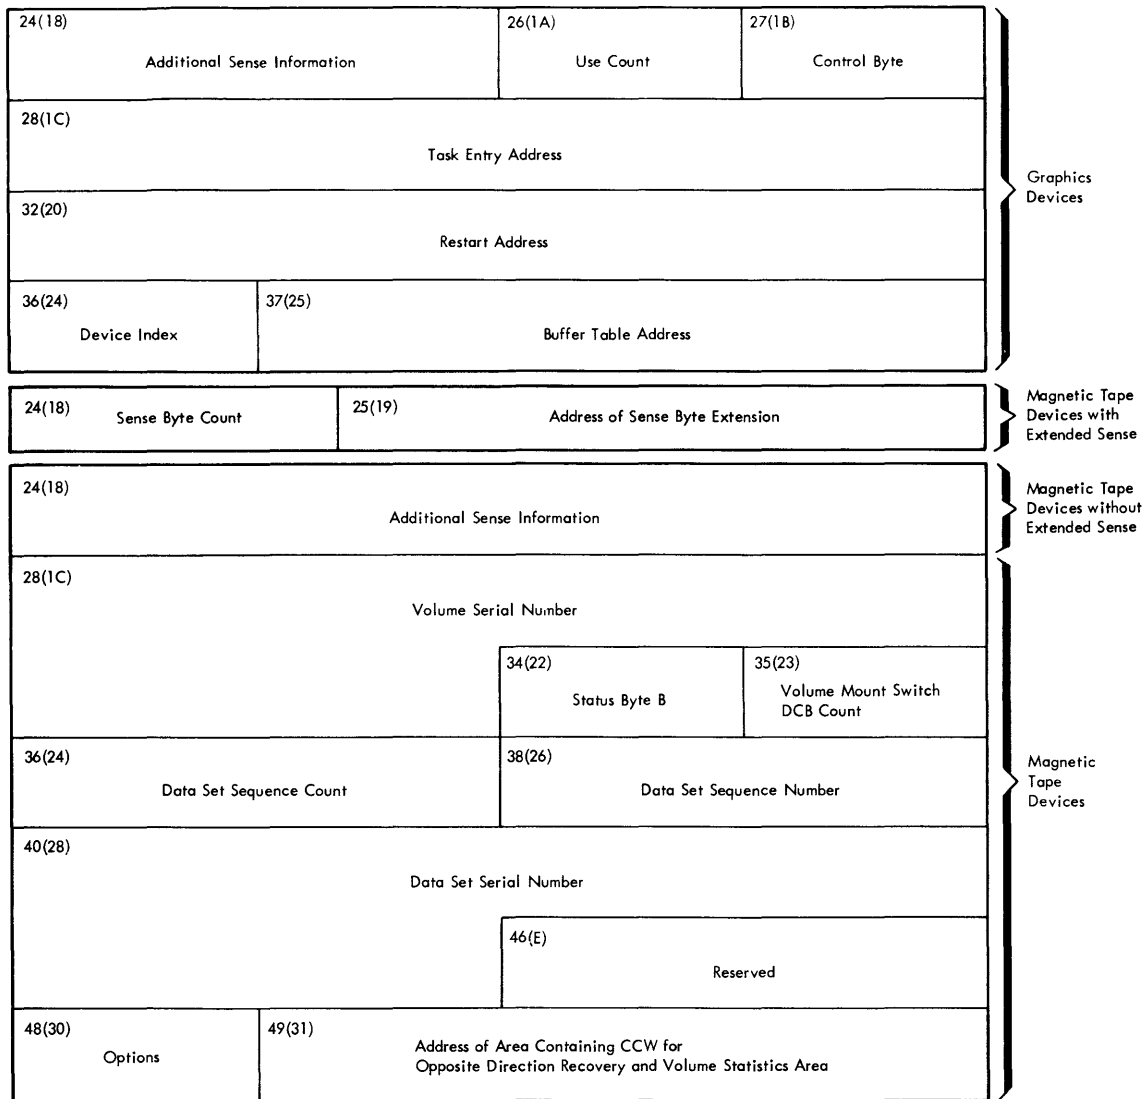 24(18)
Additional Sense Information
26(1A)
Use Count
27(1B)
Control Byte
28(1C)
Task Entry Address
32(20)
Restart Address
36(24)
Device Index
37(25)
Buffer Table Address
Graphics
Devices
24(18)
Sense Byte Count
25(19)
Address of Sense Byte Extension
Magnetic Tape
Devices with
Extended Sense
24(18)
Additional Sense Information
Magnetic Tape
Devices without
Extended Sense
28(1C)
Volume Serial Number
34(22)
Status Byte B
35(23)
Volume Mount Switch
DCB Count
36(24)
Data Set Sequence Count
38(26)
Data Set Sequence Number
Magnetic
Tape
Devices
40(28)
Data Set Serial Number
46(E)
Reserved
48(30)
Options
49(31)
Address of Area Containing CCW for
Opposite Direction Recovery and Volume Statistics Area